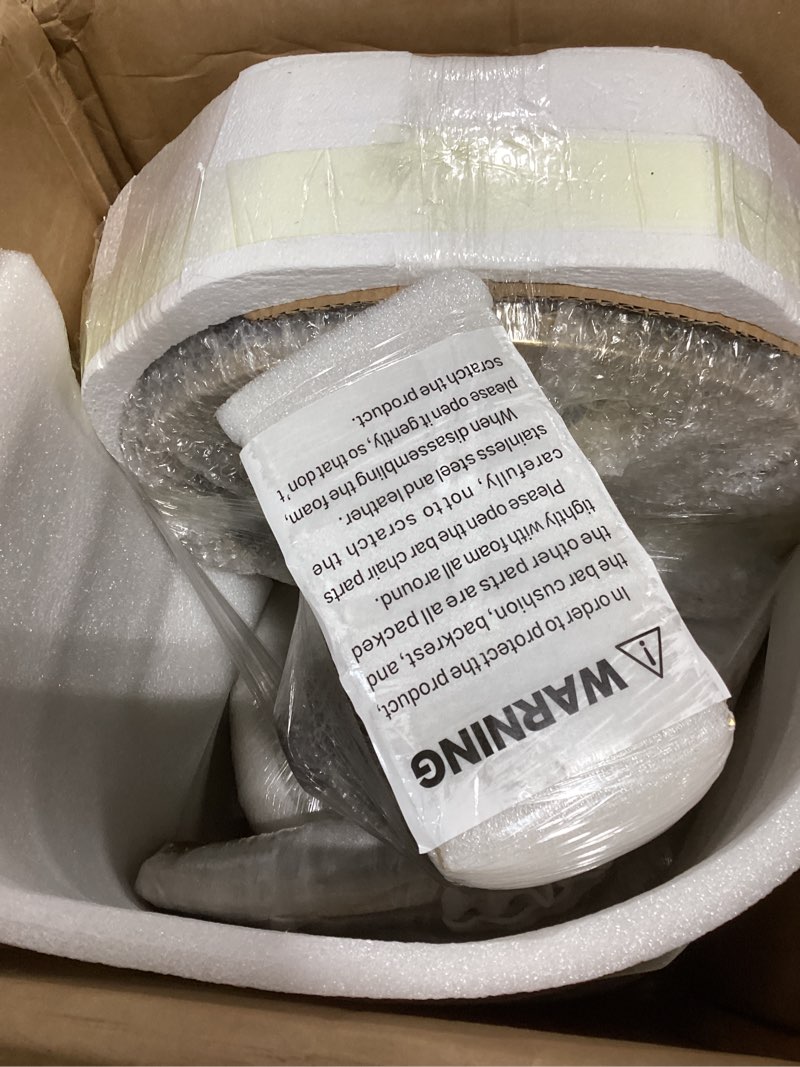 WARNING
In order to protect the product,
the bar cushion, backrest, and
the other parts are all packed
tightly with foam all around.
Please open the bar chair parts
carefully, not to scratch the
stainless steel and leather.
When disassembling the foam,
please open it gently, so that don't
scratch the product.